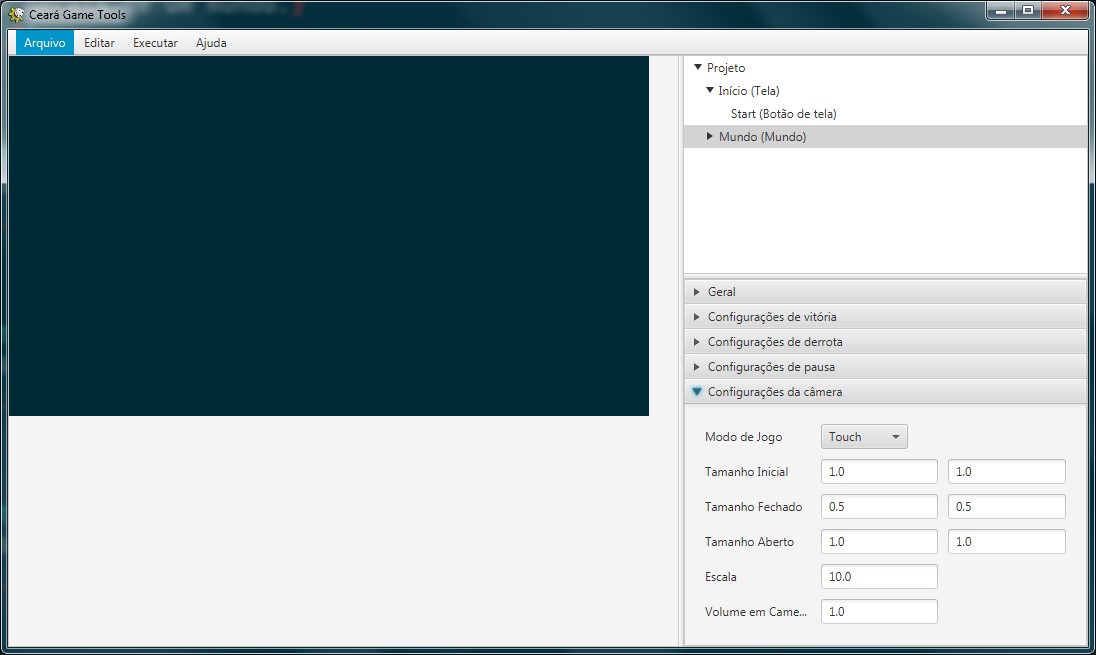 Ceará Game Tools
Arquivo Editar Executar Ajuda
Projeto
Início (Tela)
Start (Botão de tela)
Mundo (Mundo)
Geral
Configurações de vitória
Configurações de derrota
Configurações de pausa
Configurações da câmera
Modo de Jogo Touch
Tamanho Inicial 1.0 1.0
Tamanho Fechado 0.5 0.5
Tamanho Aberto 1.0 1.0
Escala 10.0
Volume em Came... 1.0